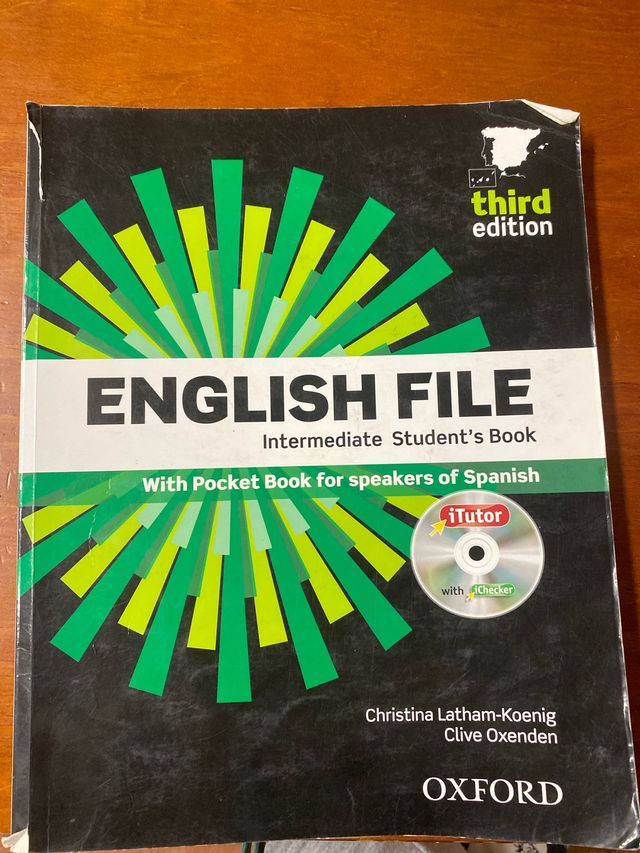 third
edition
ENGLISH FILE
Intermediate Student's Book
With Pocket Book for speakers of Spanish
iTutor
with iChecker
Christina Latham-Koenig
Clive Oxenden
OXFORD